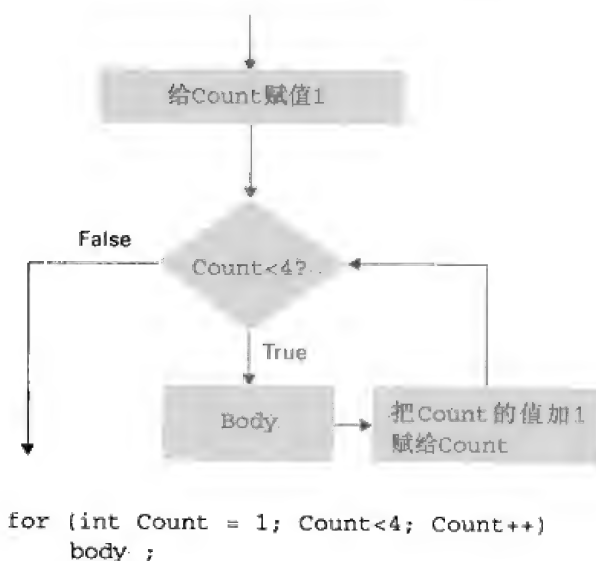 给Count赋值1
False
Count<4?
True
Body
把Count的值加1
赋给Count
for (int Count = 1; Count<4; Count++)
body ;